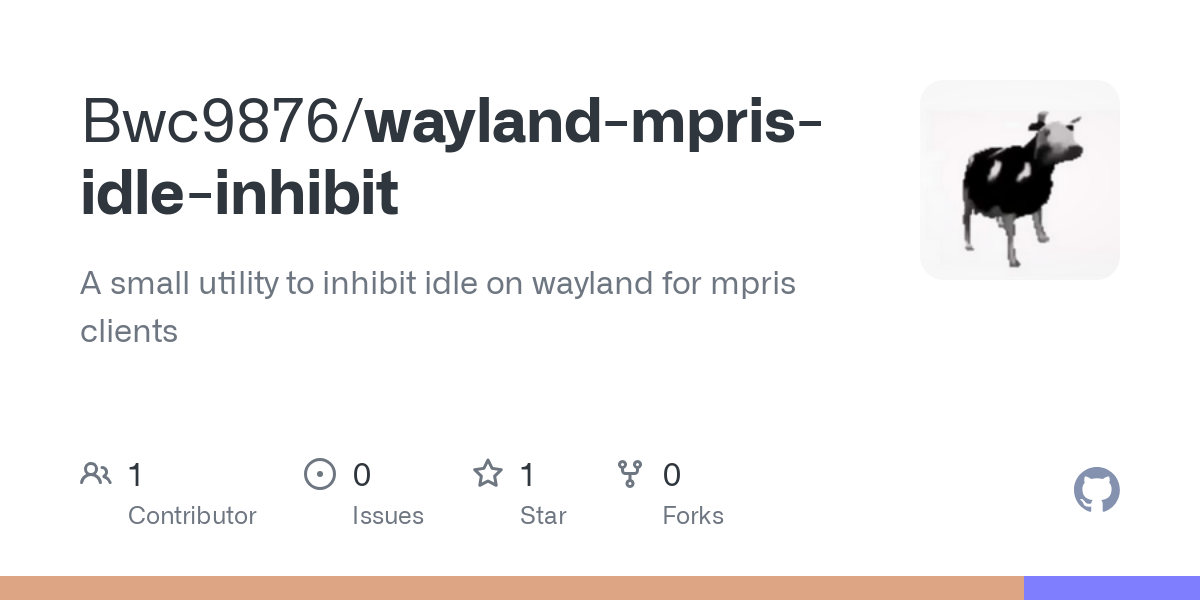 Bwc9876/wayland-mpris-
idle-inhibit
A small utility to inhibit idle on wayland for mpris
clients
1 0 1 0
Contributor Issues Star Forks